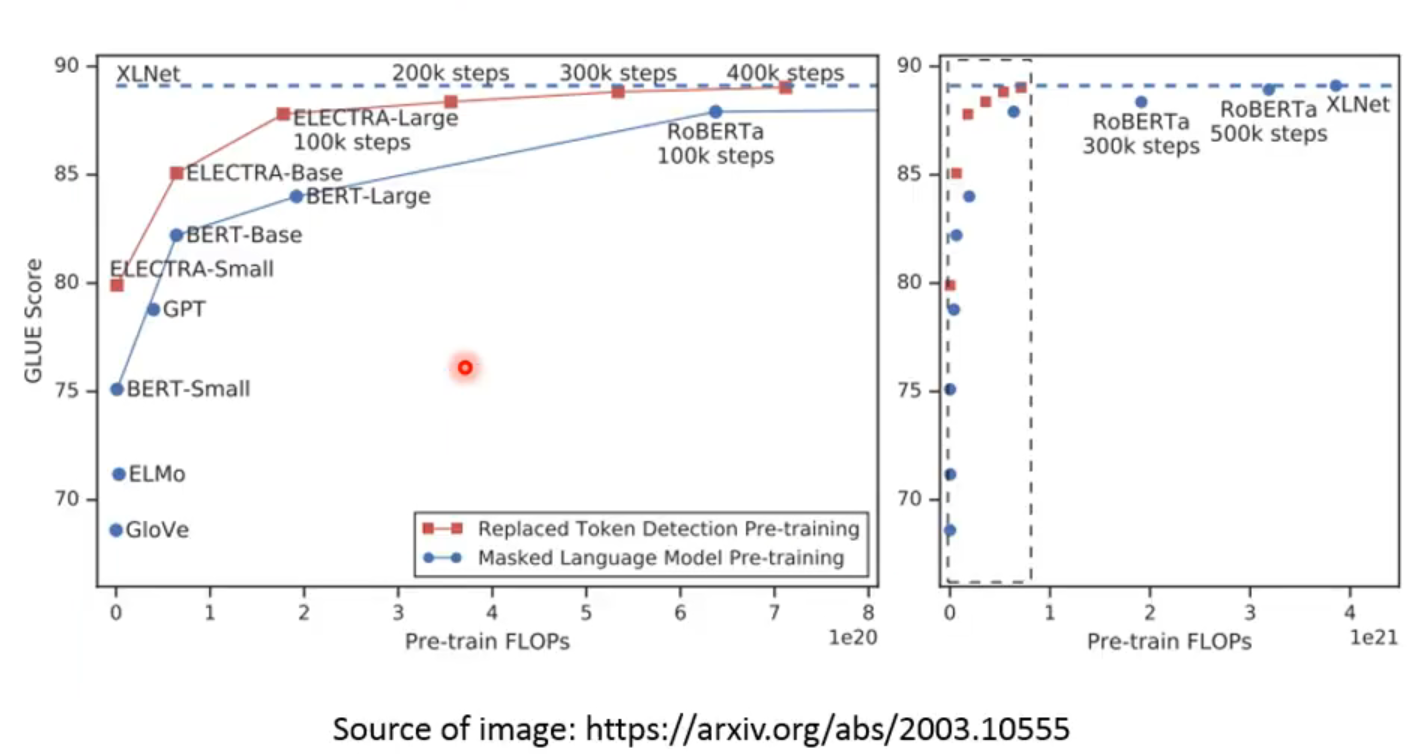 90
XLNet
200k steps
300k steps
400k steps
ELECTRA-Large
100k steps
RoBERTa
100k steps
85
ELECTRA-Base
BERT-Large
BERT-Base
ELECTRA-Small
80
GPT
GLUE Score
75
BERT-Small
ELMo
70
GloVe
Replaced Token Detection Pre-training
Masked Language Model Pre-training
0 1 2 3 4 5 6 7 8
Pre-train FLOPs
1e20
90
RoBERTa
300k steps
RoBERTa
500k steps
XLNet
85
80
75
70
0 1 2 3 4
Pre-train FLOPs
1e21
Source of image: https://arxiv.org/abs/2003.10555